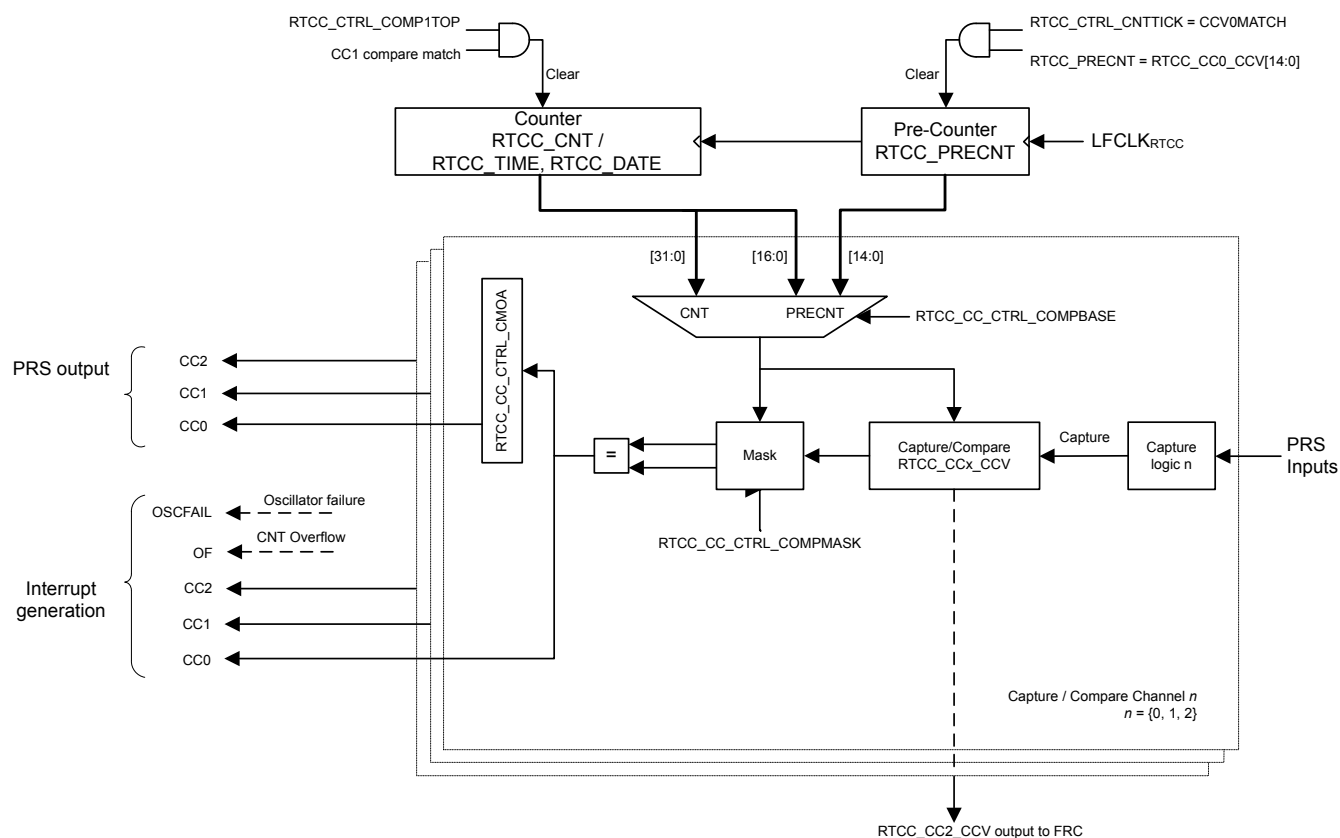 RTCC_CTRL_COMP1TOP
CC1 compare match
Clear
RTCC_CTRL_CNTTICK = CCV0MATCH
RTCC_PRECNT = RTCC_CC0_CCV[14:0]
Clear
Counter
RTCC_CNT /
RTCC_TIME, RTCC_DATE
Pre-Counter
RTCC_PRECNT
LFCLKRTCC
[31:0]
[16:0]
[14:0]
CNT
PRECNT
RTCC_CC_CTRL_COMPBASE
RTCC_CC_CTRL_CMOA
PRS output
CC2
CC1
CC0
=
Mask
Capture/Compare
RTCC_CCx_CCV
Capture
Capture
logic n
PRS
Inputs
RTCC_CC_CTRL_COMPMASK
Interrupt
generation
OSCFAIL
Oscillator failure
OF
CNT Overflow
CC2
CC1
CC0
Capture / Compare Channel n
n = {0, 1, 2}
RTCC_CC2_CCV output to FRC